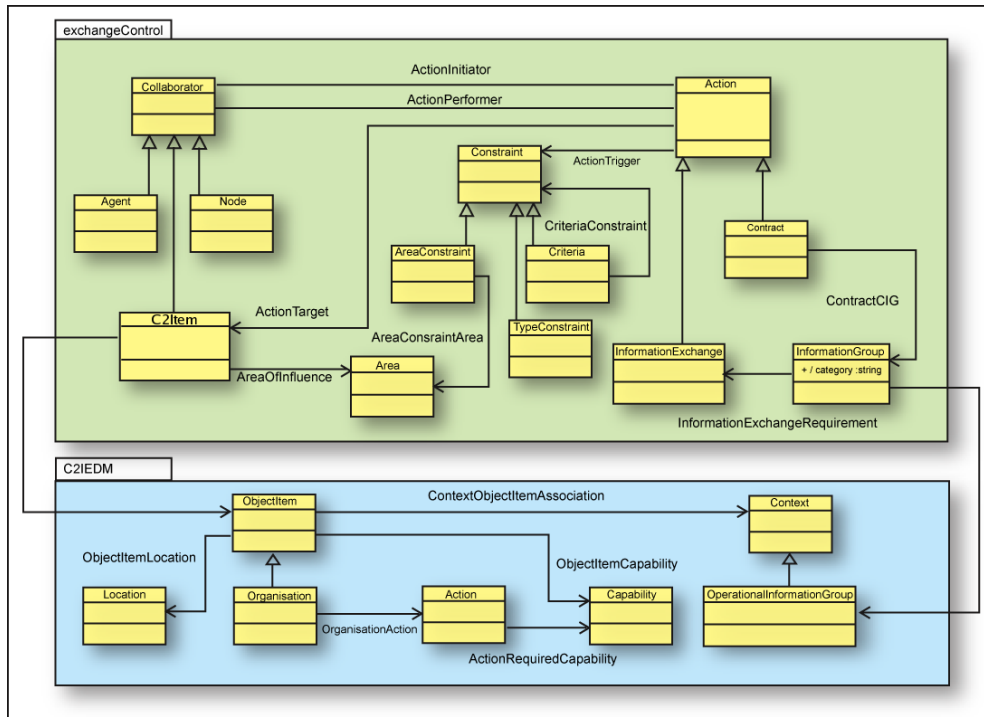 exchangeControl
ActionInitiator
Collaborator
Action
ActionPerformer
Constraint
ActionTrigger
Agent
Node
CriteriaConstraint
Contract
AreaConstraint
Criteria
ContractCIG
ActionTarget
C2Item
TypeConstraint
AreaConsraintArea
InformationExchange
InformationGroup
+ / category :string
Area
AreaOfInfluence
InformationExchangeRequirement
C2IEDM
ObjectItem
ContextObjectItemAssociation
Context
ObjectItemLocation
ObjectItemCapability
Location
Organisation
Action
Capability
OperationalInformationGroup
OrganisationAction
ActionRequiredCapability